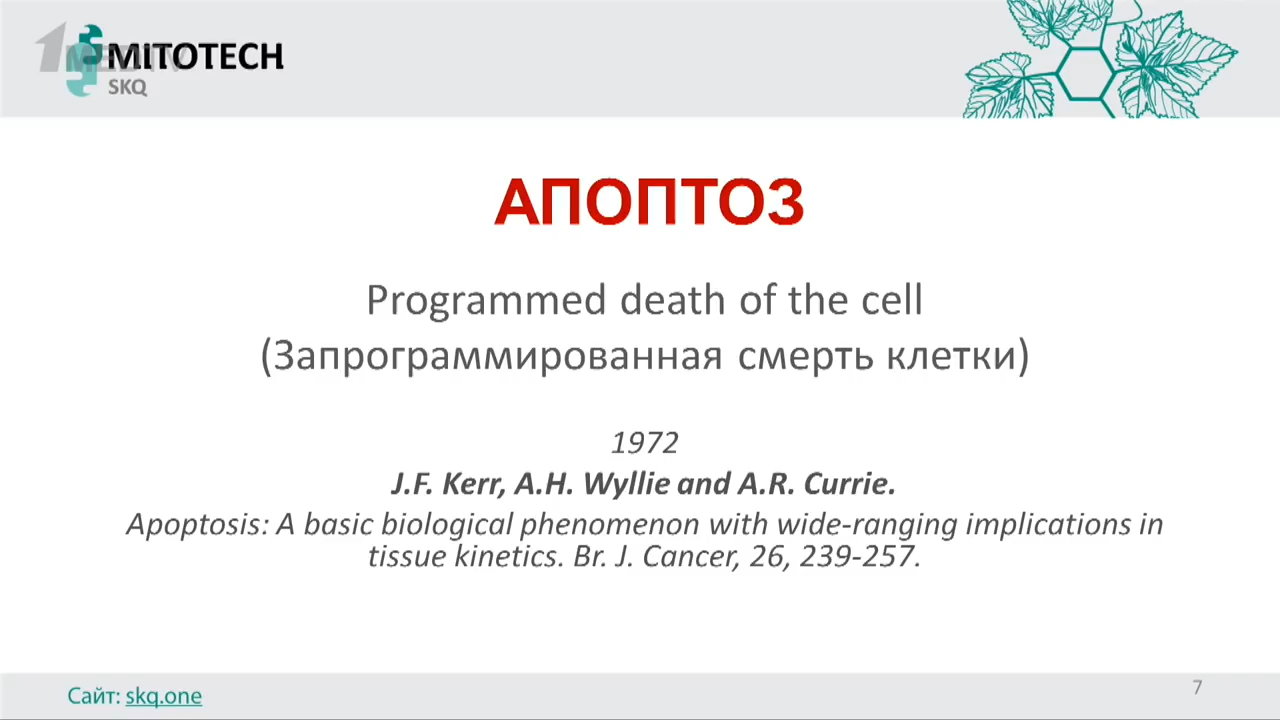 MITOTECH
SKQ
АПОПТОЗ
Programmed death of the cell
(Запрограммированная смерть клетки)
1972
J.F. Kerr, A.H. Wyllie and A.R. Currie.
Apoptosis: A basic biological phenomenon with wide-ranging implications in
tissue kinetics. Br. J. Cancer, 26, 239-257.
Сайт: skq.one
7